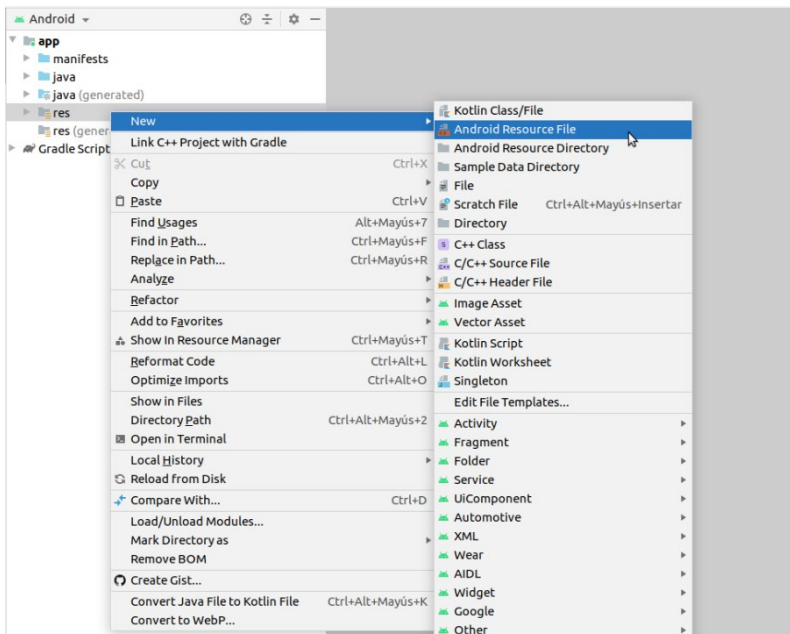 Android
app
manifests
java
java (generated)
res
res (gener
Gradle Script
New
Link C++ Project with Gradle
Cut Ctrl+X
Copy
Paste Ctrl+V
Find Usages Alt+Mayús+7
Find in Path... Ctrl+Mayús+F
Replace in Path... Ctrl+Mayús+R
Analyze
Refactor
Add to Favorites
Show In Resource Manager Ctrl+Mayús+T
Reformat Code Ctrl+Alt+L
Optimize Imports Ctrl+Alt+O
Show in Files
Directory Path Ctrl+Alt+Mayús+2
Open in Terminal
Local History
Reload from Disk
Compare With... Ctrl+D
Load/Unload Modules...
Mark Directory as
Remove BOM
Create Gist...
Convert Java File to Kotlin File Ctrl+Alt+Mayús+K
Convert to WebP...
Kotlin Class/File
Android Resource File
Android Resource Directory
Sample Data Directory
File
Scratch File Ctrl+Alt+Mayús+Insertar
Directory
S C++ Class
C/C++ Source File
C/C++ Header File
Image Asset
Vector Asset
Kotlin Script
Kotlin Worksheet
Singleton
Edit File Templates...
Activity
Fragment
Folder
Service
UiComponent
Automotive
XML
Wear
AIDL
Widget
Google
Other